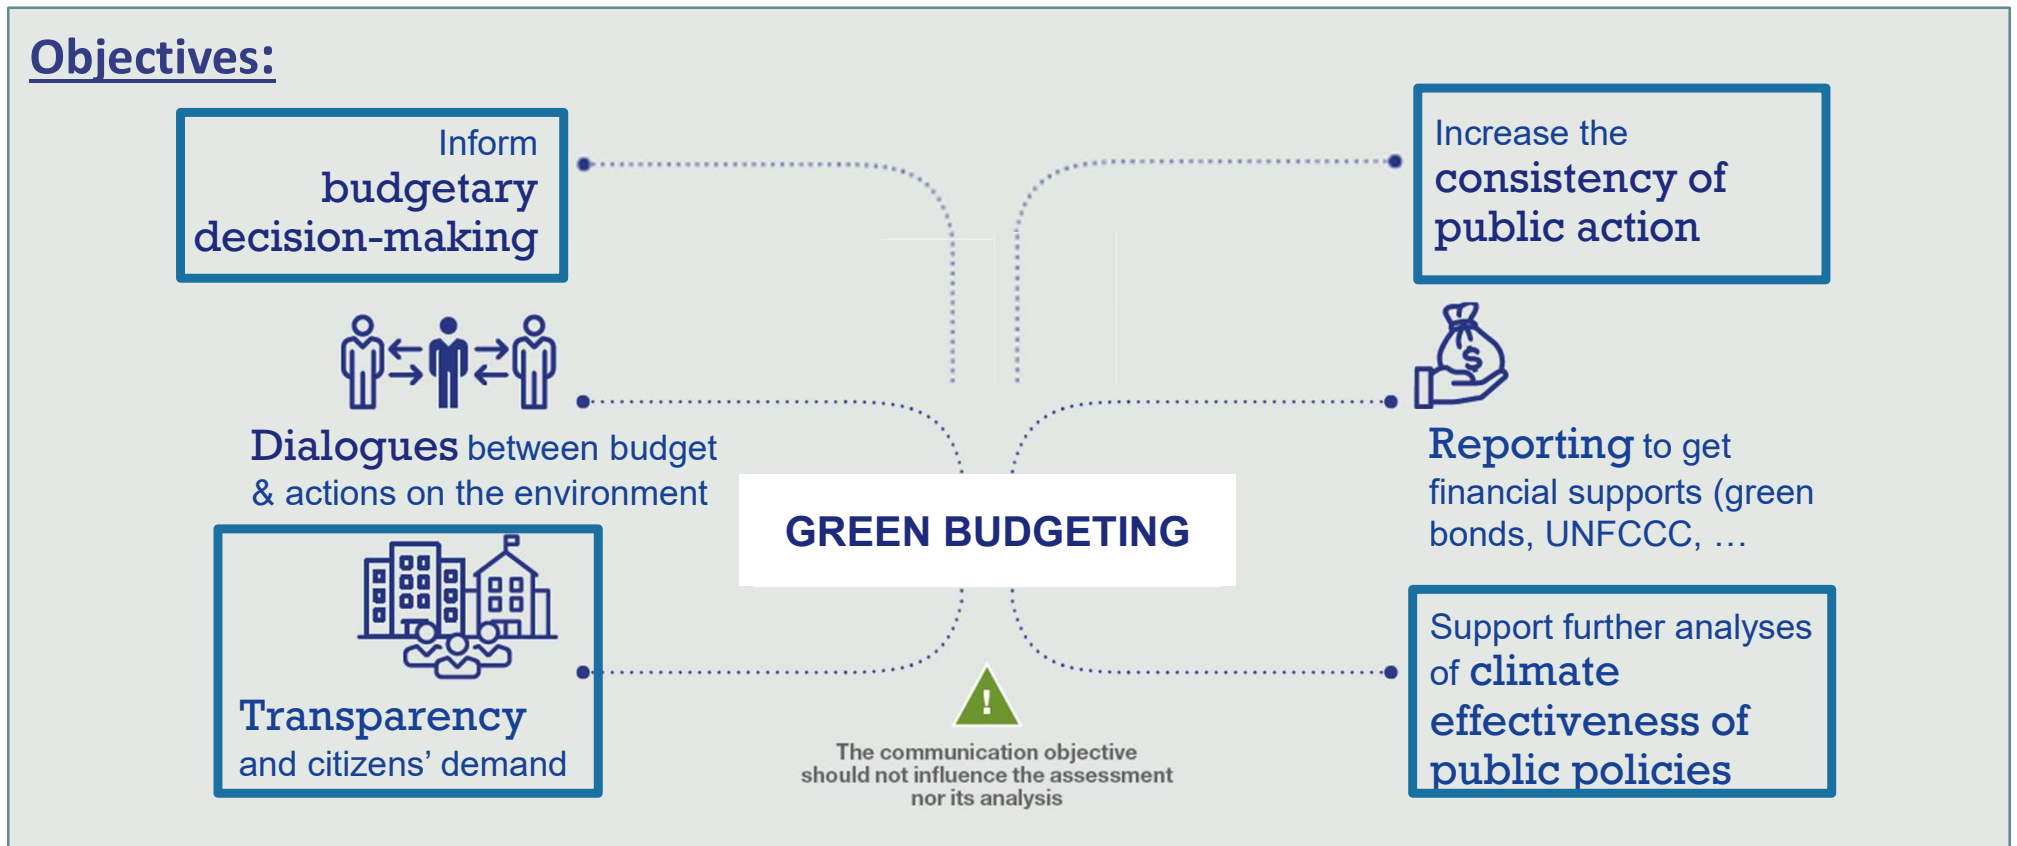 Objectives:
Inform
budgetary
decision-making
Increase the
consistency of
public action
Dialogues between budget
& actions on the environment
$
Reporting to get
financial supports (green
bonds, UNFCCC, …
GREEN BUDGETING
Transparency
and citizens’ demand
!
The communication objective
should not influence the assessment
nor its analysis
Support further analyses
of climate
effectiveness of
public policies